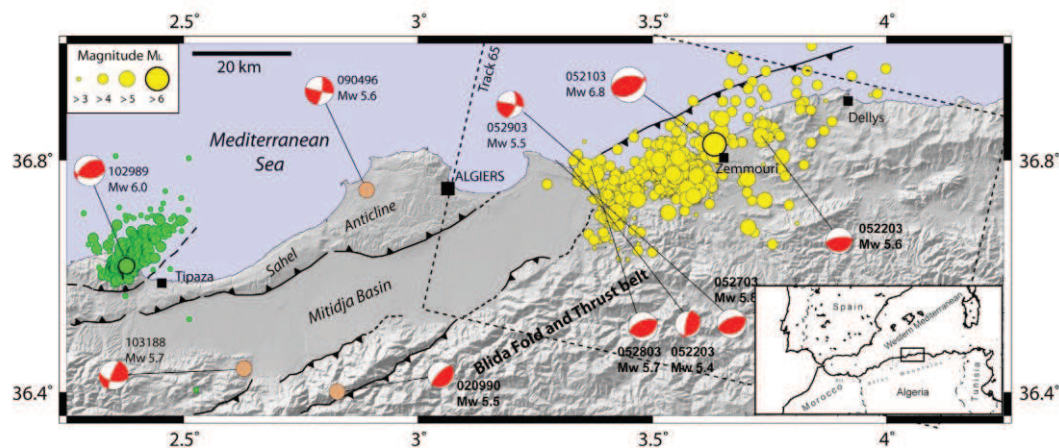 2.5
3
3.5
4
Magnitude ML
>3 >4 >5 >6
20 km
Track 65
090496
Mw 5.6
052103
Mw 6.8
052903
Mw 5.5
Dellys
Mediterranean
Sea
36.8
36.8
102989
Mw 6.0
ALGIERS
Zemmouri
Anticline
Sahel
052203
Mw 5.6
Tipaza
Mitidja Basin
Blida Fold and Thrust belt
052703
Mw 5.8
103188
Mw 5.7
052803
Mw 5.7
052203
Mw 5.4
020990
Mw 5.5
Spain
Western Mediterranean
Morocco
Algeria
Tunisia
36.4
36.4
2.5
3
3.5
4